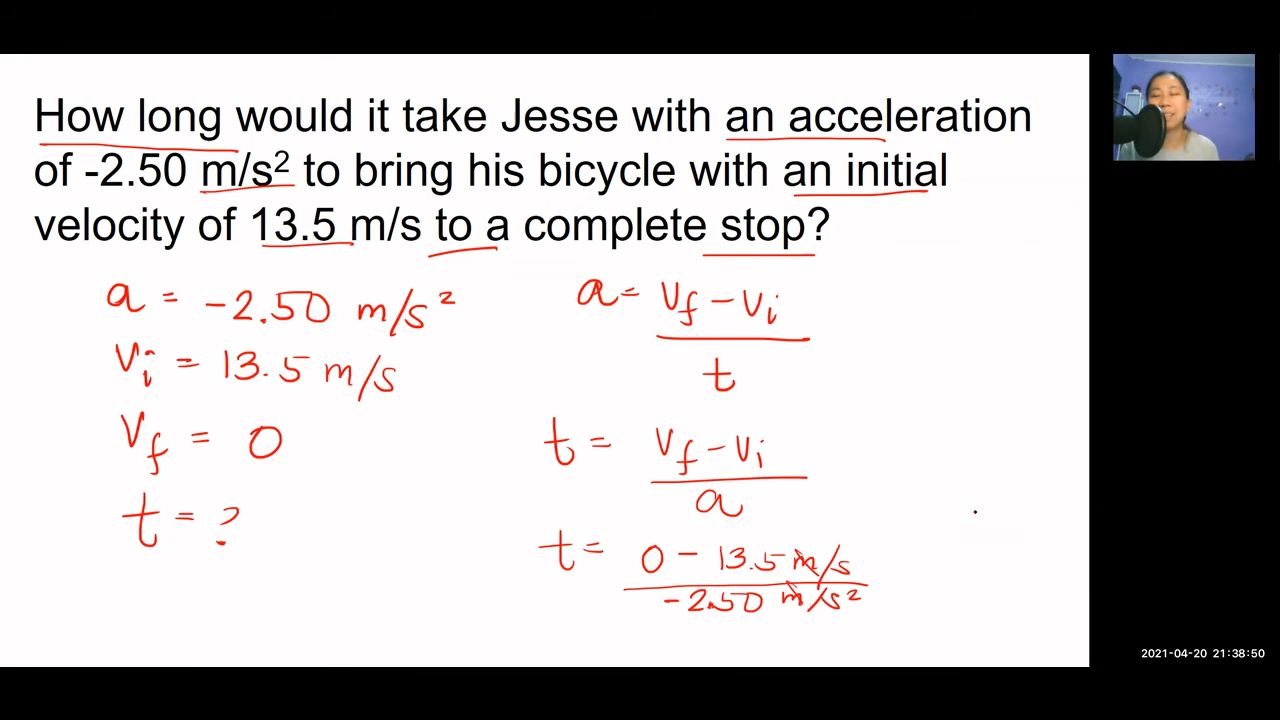 How long would it take Jesse with an acceleration
of -2.50 m/s² to bring his bicycle with an initial
velocity of 13.5 m/s to a complete stop?
a = -2.50 m/s²
vi = 13.5 m/s
vf = 0
t = ?
a = vf - vi
t
t = vf - vi
a
t = 0 - 13.5 m/s
-2.50 m/s²
2021-04-20 21:38:50